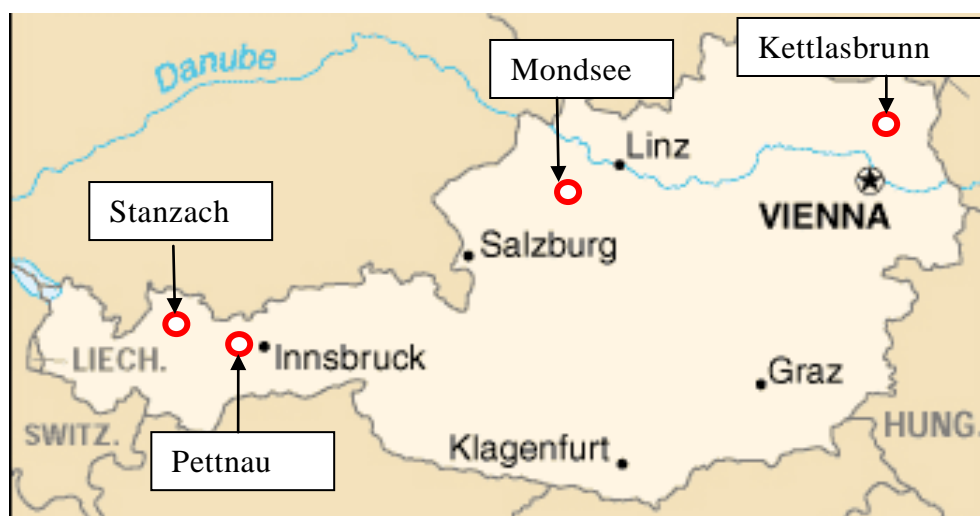 Kettlasbrunn
Mondsee
Danube
Linz
VIENNA
Stanzach
Salzburg
LIECH.
Innsbruck
Graz
SWITZ.
Pettnau
Klagenfurt
HUNG.